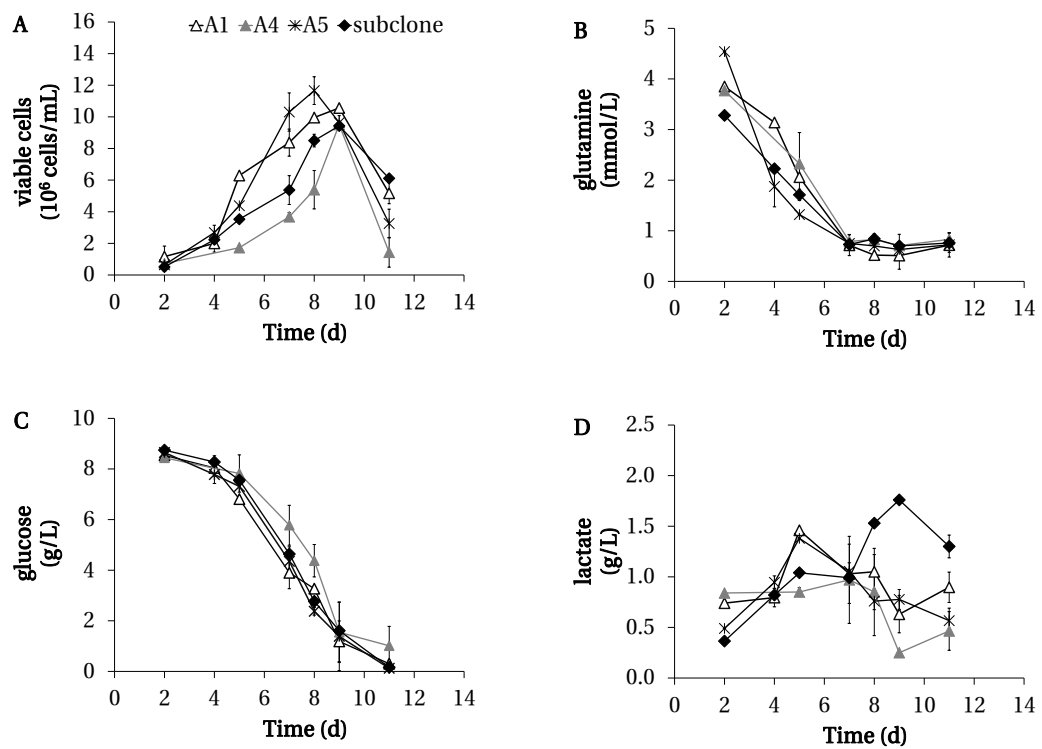 A
A1 A4 A5 subclone
viable cells
(10⁶ cells/mL)
16
14
12
10
8
6
4
2
0
0 2 4 6 8 10 12 14
Time (d)
B
glutamine
(mmol/L)
5
4
3
2
1
0
0 2 4 6 8 10 12 14
Time (d)
C
glucose
(g/L)
10
8
6
4
2
0
0 2 4 6 8 10 12 14
Time (d)
D
lactate
(g/L)
2.5
2.0
1.5
1.0
0.5
0.0
0 2 4 6 8 10 12 14
Time (d)